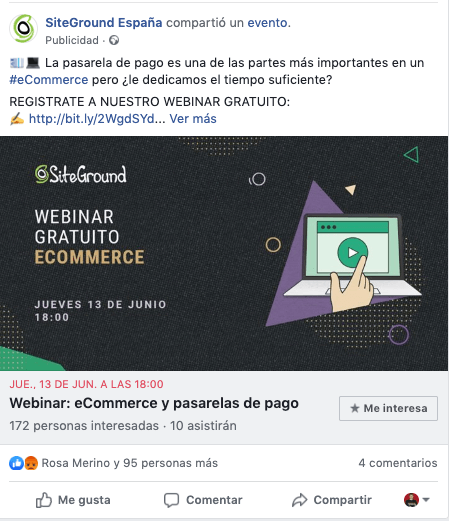 SiteGround España compartió un evento.
Publicidad ·
La pasarela de pago es una de las partes más importantes en un
#eCommerce pero ¿le dedicamos el tiempo suficiente?
REGISTRATE A NUESTRO WEBINAR GRATUITO:
✍ http://bit.ly/2WgdSYd... Ver más
SiteGround
WEBINAR
GRATUITO
ECOMMERCE
JUEVES 13 DE JUNIO
18:00
JUE., 13 DE JUN. A LAS 18:00
Webinar: eCommerce y pasarelas de pago
★ Me interesa
172 personas interesadas · 10 asistirán
Rosa Merino y 95 personas más
4 comentarios
Me gusta
Comentar
Compartir